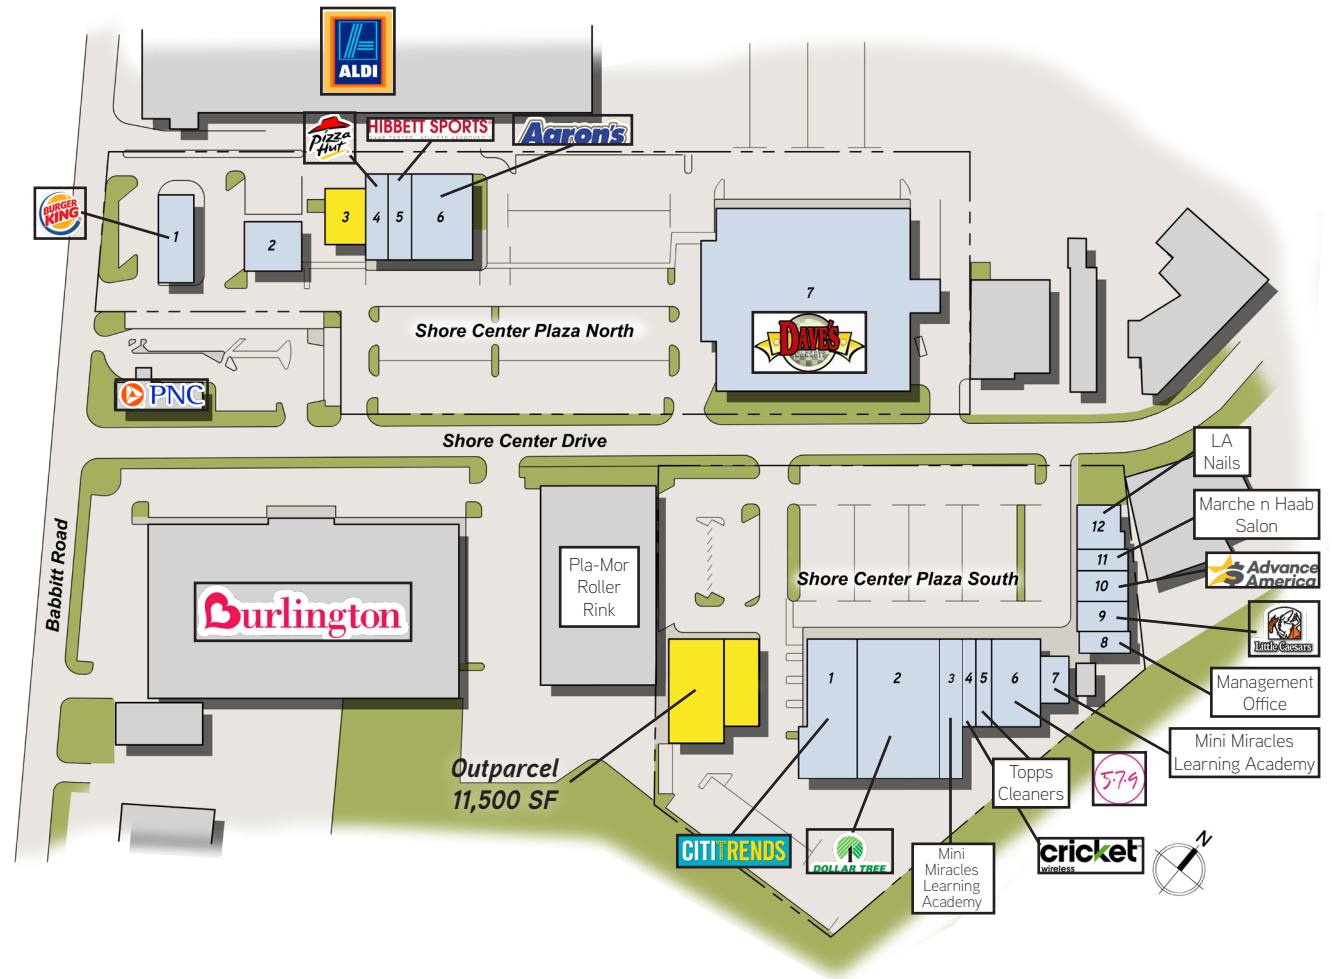 ALDI
Pizza
Hut
HIBBETT SPORTS
Aaron's
BURGER
KING
1
2
3
4
5
6
7
DAVE'S
MARKETS
Shore Center Plaza North
PNC
Shore Center Drive
Babbitt Road
Burlington
Pla-Mor
Roller
Rink
Shore Center Plaza South
LA
Nails
Marche n Haab
Salon
Advance
America
Little Caesars
Management
Office
Mini Miracles
Learning Academy
12
11
10
9
8
1
2
3
4
5
6
7
Outparcel
11,500 SF
Topps
Cleaners
5·7·9
CITITRENDS
DOLLAR TREE
Mini
Miracles
Learning
Academy
cricket
wireless
N